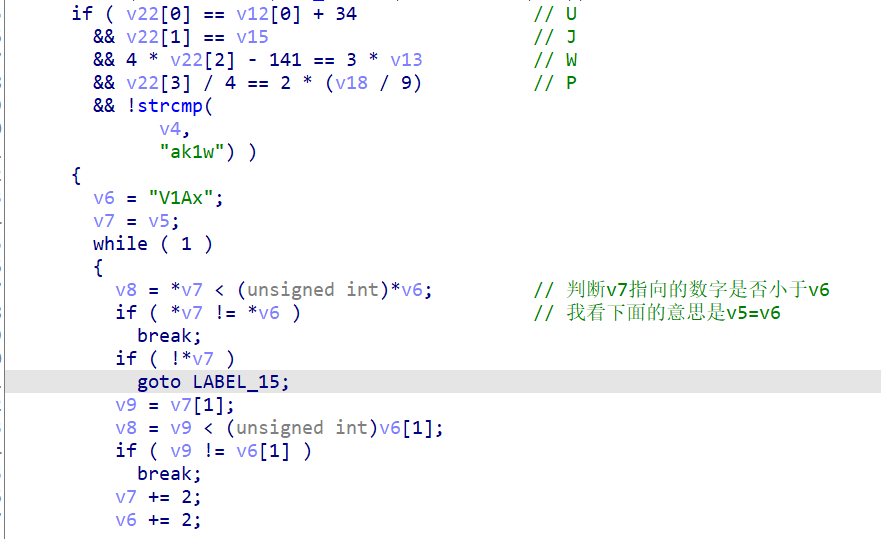 if ( v22[0] == v12[0] + 34 // U
&& v22[1] == v15 // J
&& 4 * v22[2] - 141 == 3 * v13 // W
&& v22[3] / 4 == 2 * (v18 / 9) // P
&& !strcmp(
v4,
"ak1w") )
{
v6 = "V1Ax";
v7 = v5;
while ( 1 )
{
v8 = *v7 < (unsigned int)*v6; // 判断v7指向的数字是否小于v6
if ( *v7 != *v6 ) // 我看下面的意思是v5=v6
break;
if ( !*v7 )
goto LABEL_15;
v9 = v7[1];
v8 = v9 < (unsigned int)v6[1];
if ( v9 != v6[1] )
break;
v7 += 2;
v6 += 2;